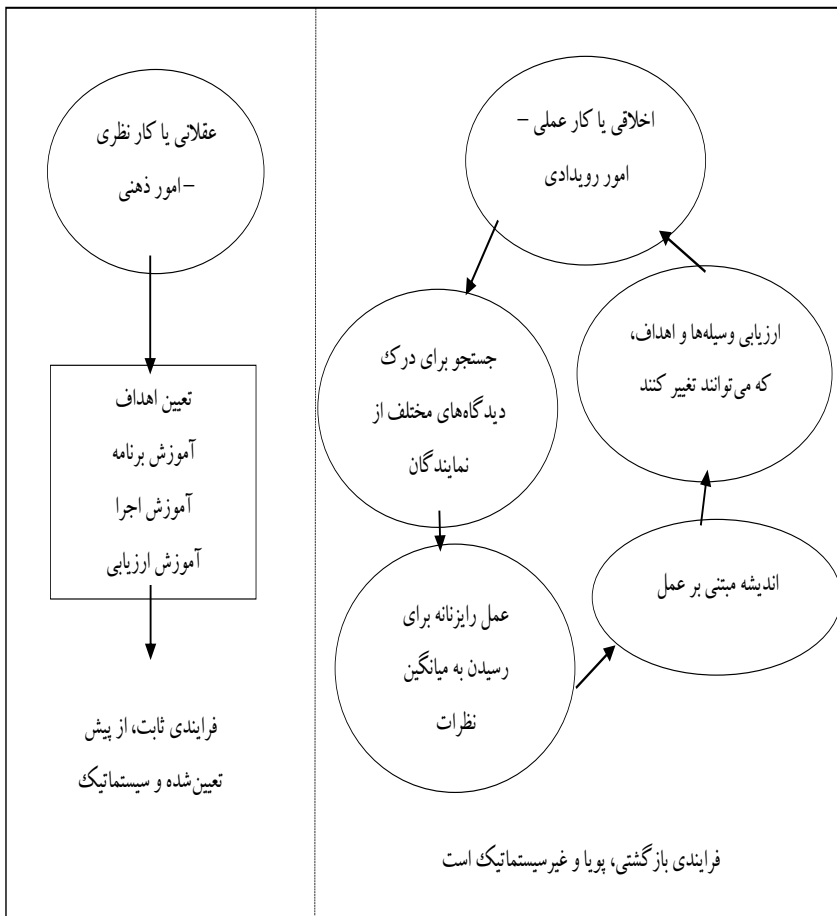 اخلاقی یا کار عملی –
امور رویدادی
جستجو برای درک
دیدگاه‌های مختلف از
نمایندگان
عمل رایزنانه برای
رسیدن به میانگین
نظرات
اندیشه مبتنی بر عمل
ارزیابی وسیله‌ها و اهداف،
که می‌توانند تغییر کنند
فرایندی بازگشتی، پویا و غیرسیستماتیک است
عقلانی یا کار نظری
–امور ذهنی
تعیین اهداف
آموزش برنامه
آموزش اجرا
آموزش ارزیابی
فرایندی ثابت، از پیش
تعیین‌شده و سیستماتیک